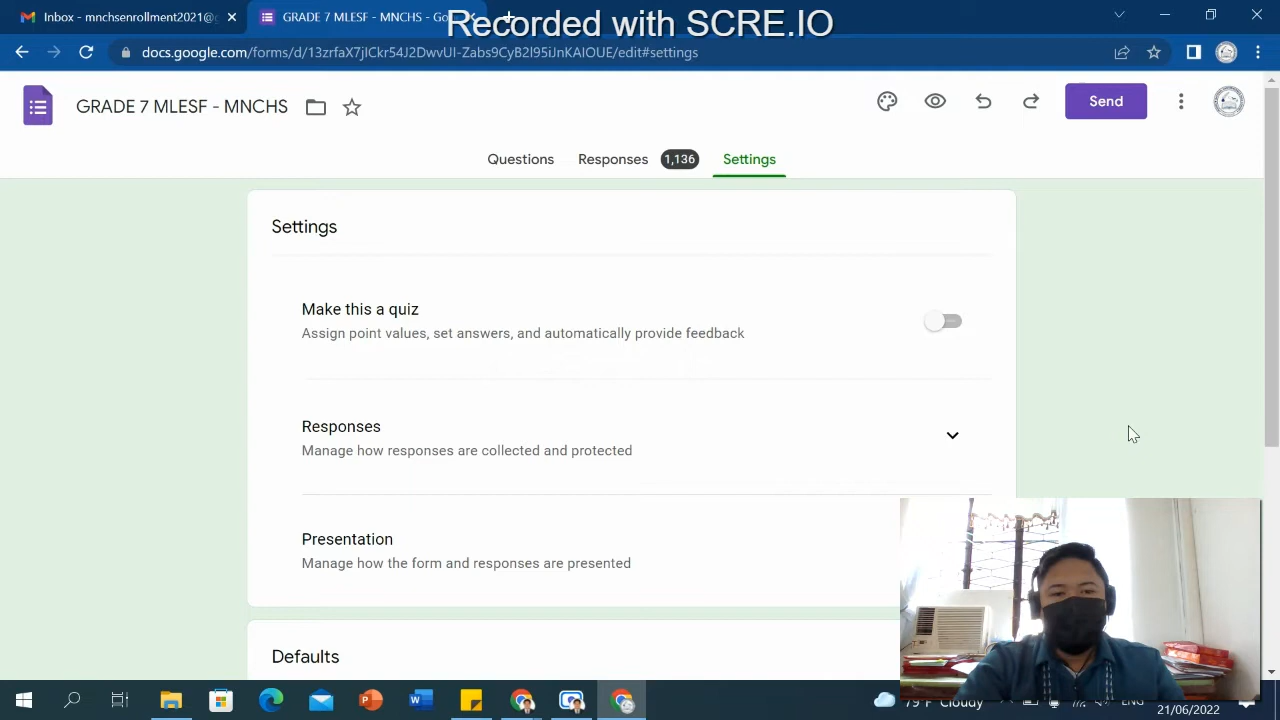 Inbox - mnchsenrollment2021@g
GRADE 7 MLESF - MNCHS - Go
Recorded with SCRE.IO
docs.google.com/forms/d/13zrfaX7jlCkr54J2DwvUI-Zabs9CyB2I95iJnKAIOUE/edit#settings
GRADE 7 MLESF - MNCHS
Send
Questions Responses 1,136 Settings
Settings
Make this a quiz
Assign point values, set answers, and automatically provide feedback
Responses
Manage how responses are collected and protected
Presentation
Manage how the form and responses are presented
Defaults
79°F Cloudy
ENG
21/06/2022